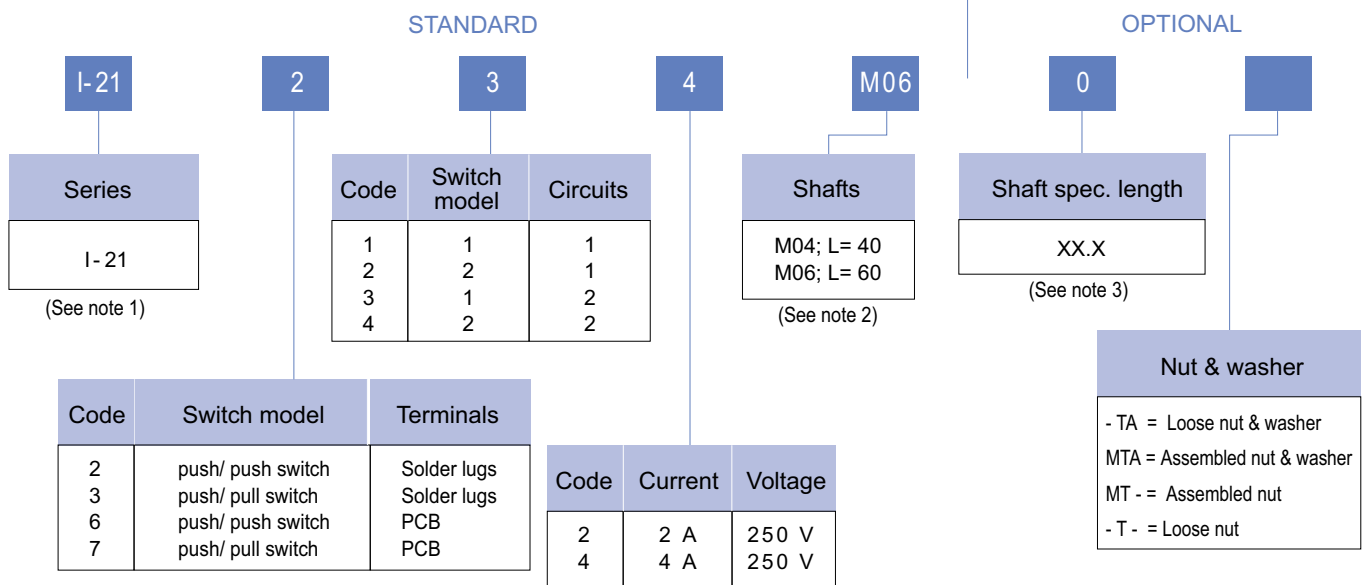 STANDARD
OPTIONAL
I-21 2 3 4 M06 0
Series
I-21
(See note 1)
Code Switch model Circuits
1 1 1
2 2 1
3 1 2
4 2 2
Shafts
M04; L= 40
M06; L= 60
(See note 2)
Shaft spec. length
XX.X
(See note 3)
Code Switch model Terminals
2 push/ push switch Solder lugs
3 push/ pull switch Solder lugs
6 push/ push switch PCB
7 push/ pull switch PCB
Code Current Voltage
2 2 A 250 V
4 4 A 250 V
Nut & washer
- TA = Loose nut & washer
MTA = Assembled nut & washer
MT - = Assembled nut
- T - = Loose nut